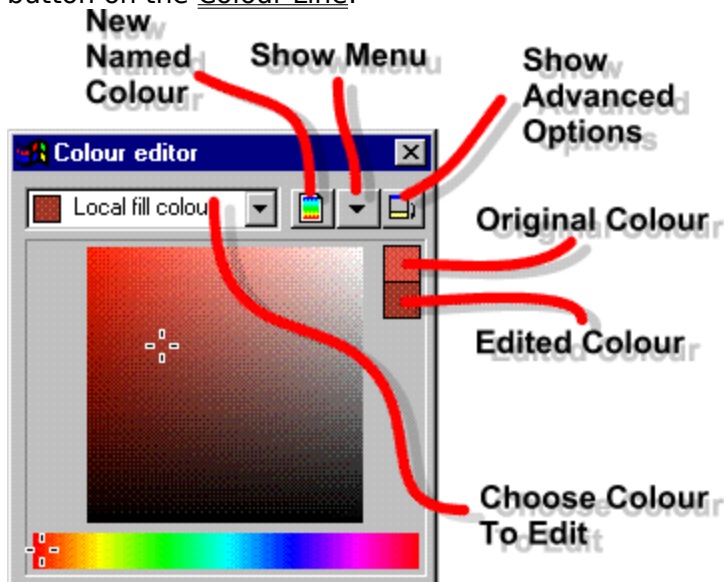 button on the Colour Line.
New
Named
Colour
Show Menu
Show
Advanced
Options
Colour editor
Local fill colou
Original Colour
Edited Colour
Choose Colour
To Edit